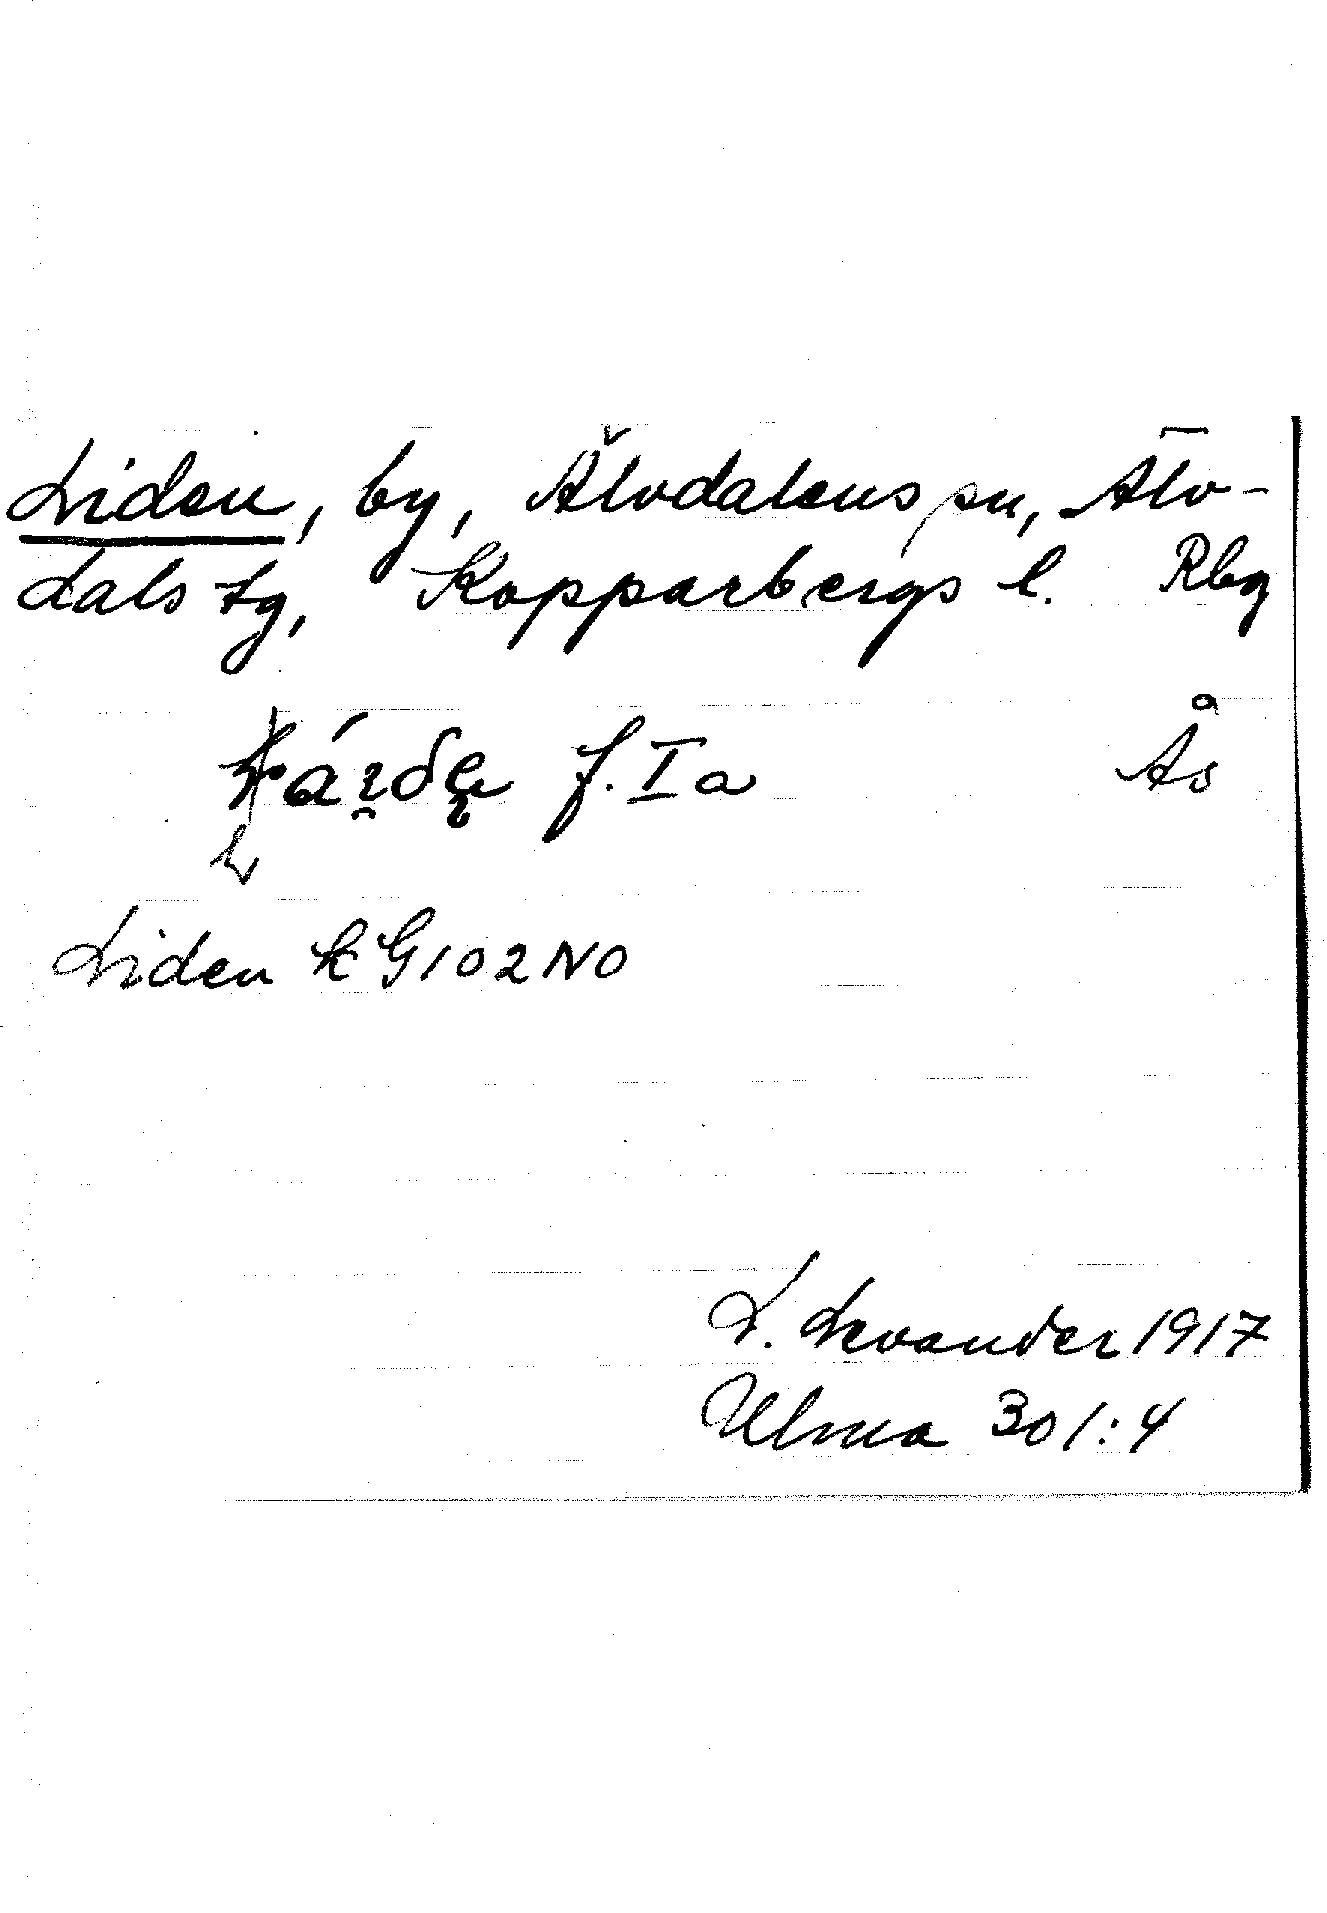 Liden, by, Älvdalens sn, Älv-
dals tg, Kopparbergs l. Rbg
f. Ia Ås
Liden k G102NO
L. Levander 1917
Ulma 301:4